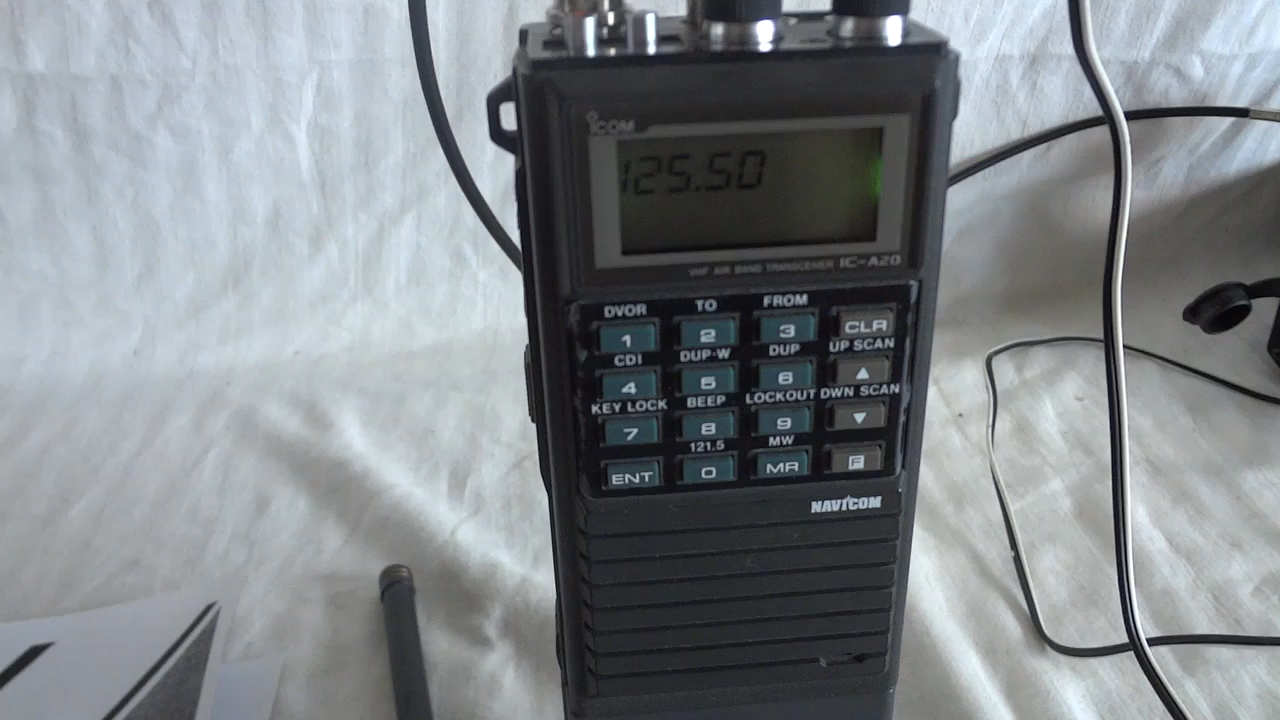 ICOM
125.50
VHF AIR BAND TRANSCEIVER IC-A20
DVOR TO FROM
1 2 3 CLR
CDI DUP-W DUP UP SCAN
4 5 6 ▲
KEY LOCK BEEP LOCKOUT DWN SCAN
7 8 9 ▼
121.5 MW
ENT 0 MR F
NAVICOM